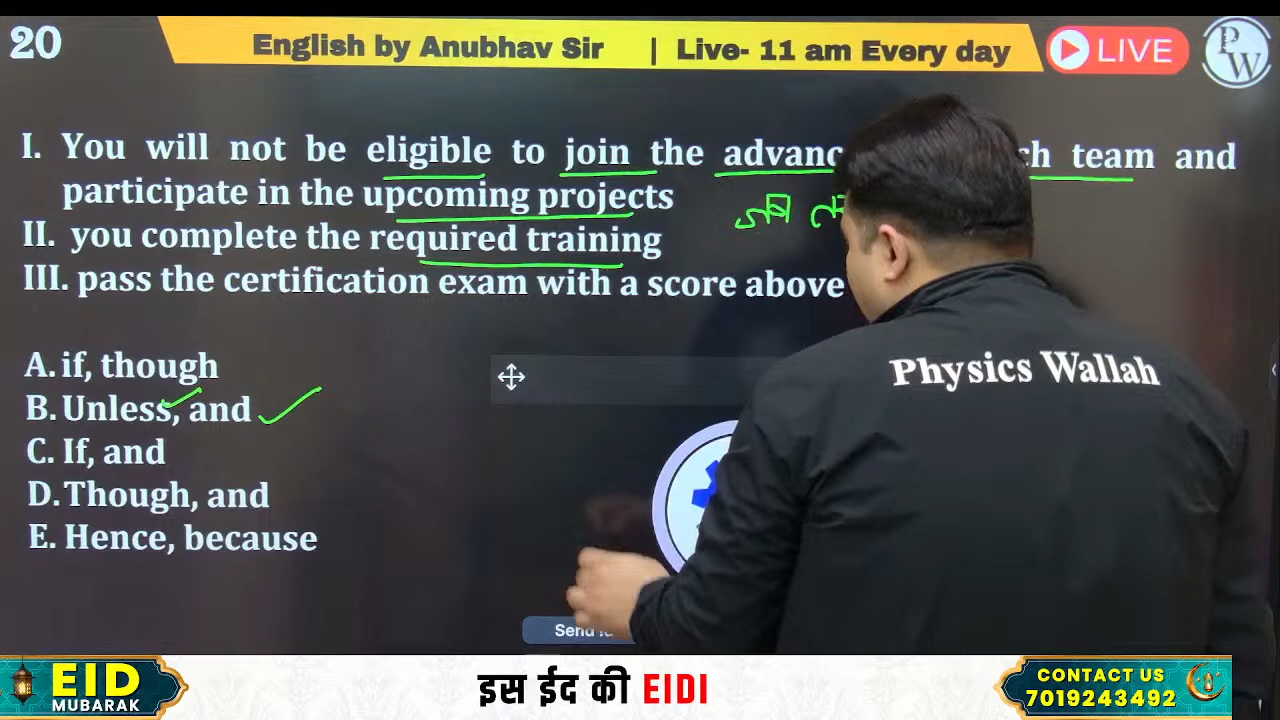 20
English by Anubhav Sir | Live- 11 am Every day
LIVE
PW
I. You will not be eligible to join the team and
participate in the upcoming projects
जब
II. you complete the required training
III. pass the certification exam with a score above
A. if, though
B. Unless, and
C. If, and
D. Though, and
E. Hence, because
Physics Wallah
Send
EID
MUBARAK
इस ईद की EIDI
CONTACT US
7019243492